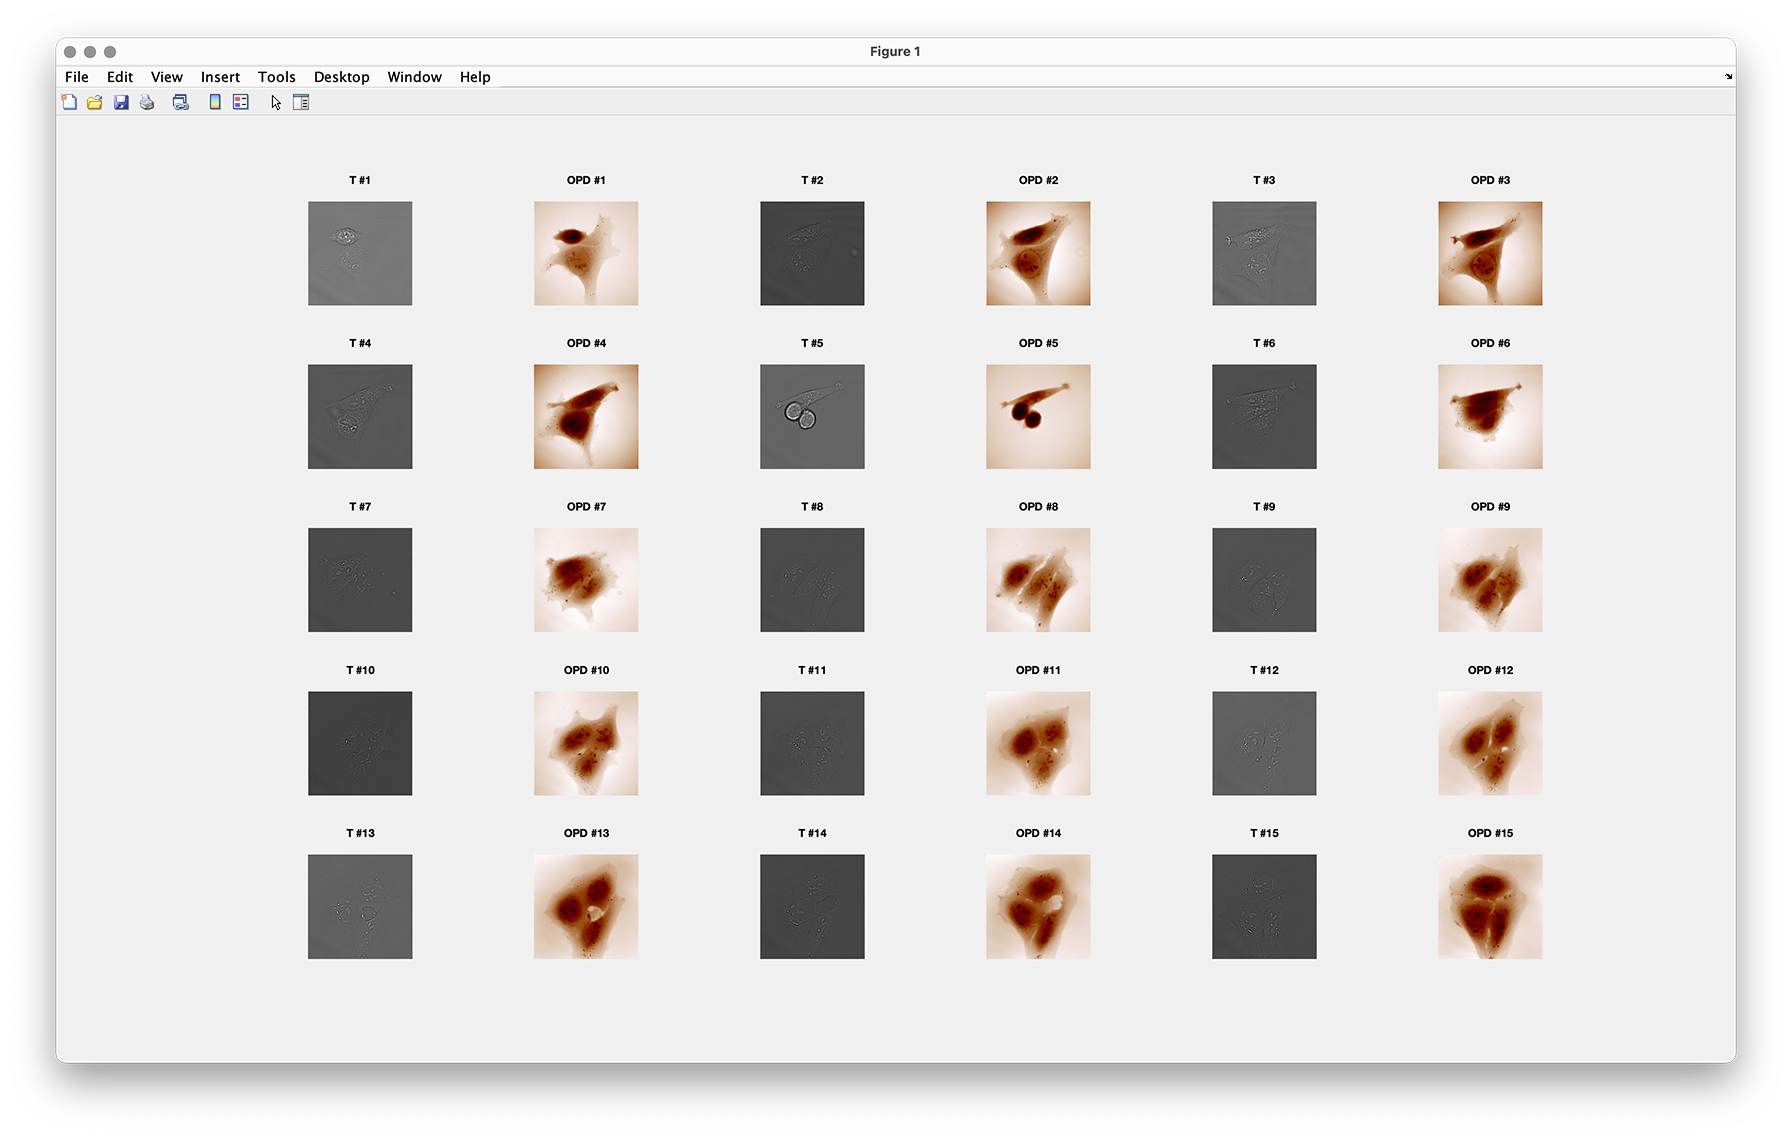 Figure 1
File Edit View Insert Tools Desktop Window Help
T #1 OPD #1 T #2 OPD #2 T #3 OPD #3
T #4 OPD #4 T #5 OPD #5 T #6 OPD #6
T #7 OPD #7 T #8 OPD #8 T #9 OPD #9
T #10 OPD #10 T #11 OPD #11 T #12 OPD #12
T #13 OPD #13 T #14 OPD #14 T #15 OPD #15